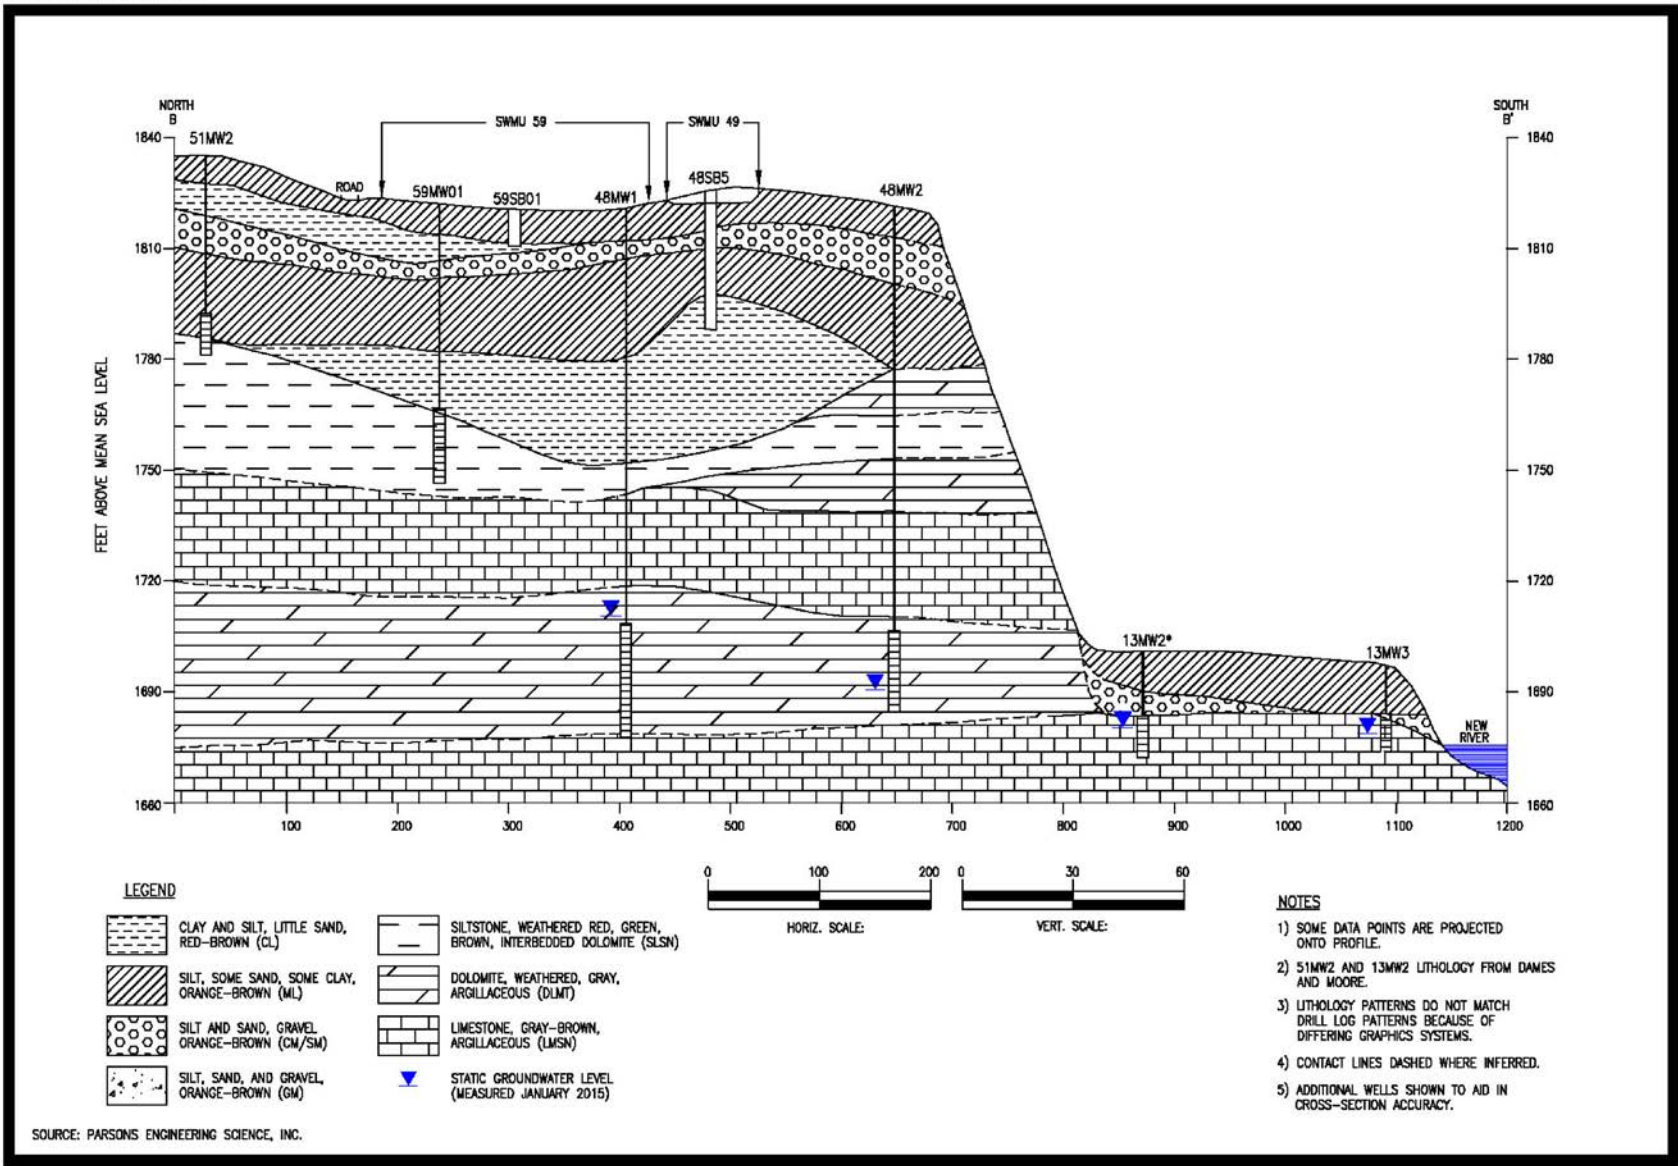 NORTH
B
SOUTH
B'
SWMU 59
SWMU 49
1840
1840
51MW2
ROAD
59MW01
59SB01
48MW1
48SB5
48MW2
1810
1810
1780
1780
FEET ABOVE MEAN SEA LEVEL
1750
1750
1720
1720
13MW2*
13MW3
1690
1690
NEW
RIVER
1660
1660
100
200
300
400
500
600
700
800
900
1000
1100
1200
0
100
200
HORIZ. SCALE:
0
30
60
VERT. SCALE:
LEGEND
CLAY AND SILT, LITTLE SAND,
RED-BROWN (CL)
SILT, SOME SAND, SOME CLAY,
ORANGE-BROWN (ML)
SILT AND SAND, GRAVEL
ORANGE-BROWN (CM/SM)
SILT, SAND, AND GRAVEL,
ORANGE-BROWN (GM)
SILTSTONE, WEATHERED RED, GREEN,
BROWN, INTERBEDDED DOLOMITE (SLSN)
DOLOMITE, WEATHERED, GRAY,
ARGILLACEOUS (DLMT)
LIMESTONE, GRAY-BROWN,
ARGILLACEOUS (LMSN)
STATIC GROUNDWATER LEVEL
(MEASURED JANUARY 2015)
NOTES
1) SOME DATA POINTS ARE PROJECTED
ONTO PROFILE.
2) 51MW2 AND 13MW2 LITHOLOGY FROM DAMES
AND MOORE.
3) LITHOLOGY PATTERNS DO NOT MATCH
DRILL LOG PATTERNS BECAUSE OF
DIFFERING GRAPHICS SYSTEMS.
4) CONTACT LINES DASHED WHERE INFERRED.
5) ADDITIONAL WELLS SHOWN TO AID IN
CROSS-SECTION ACCURACY.
SOURCE: PARSONS ENGINEERING SCIENCE, INC.